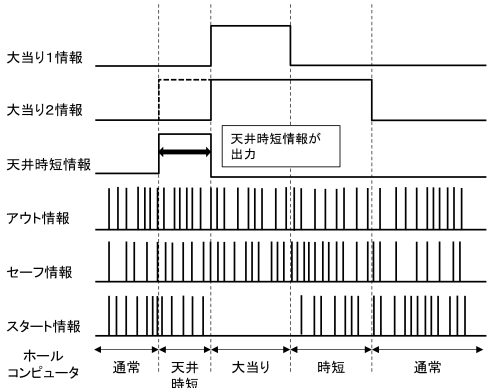 大当り1情報
大当り2情報
天井時短情報が
出力
天井時短情報
アウト情報
セーフ情報
スタート情報
ホール
コンピュータ
通常
天井
時短
大当り
時短
通常